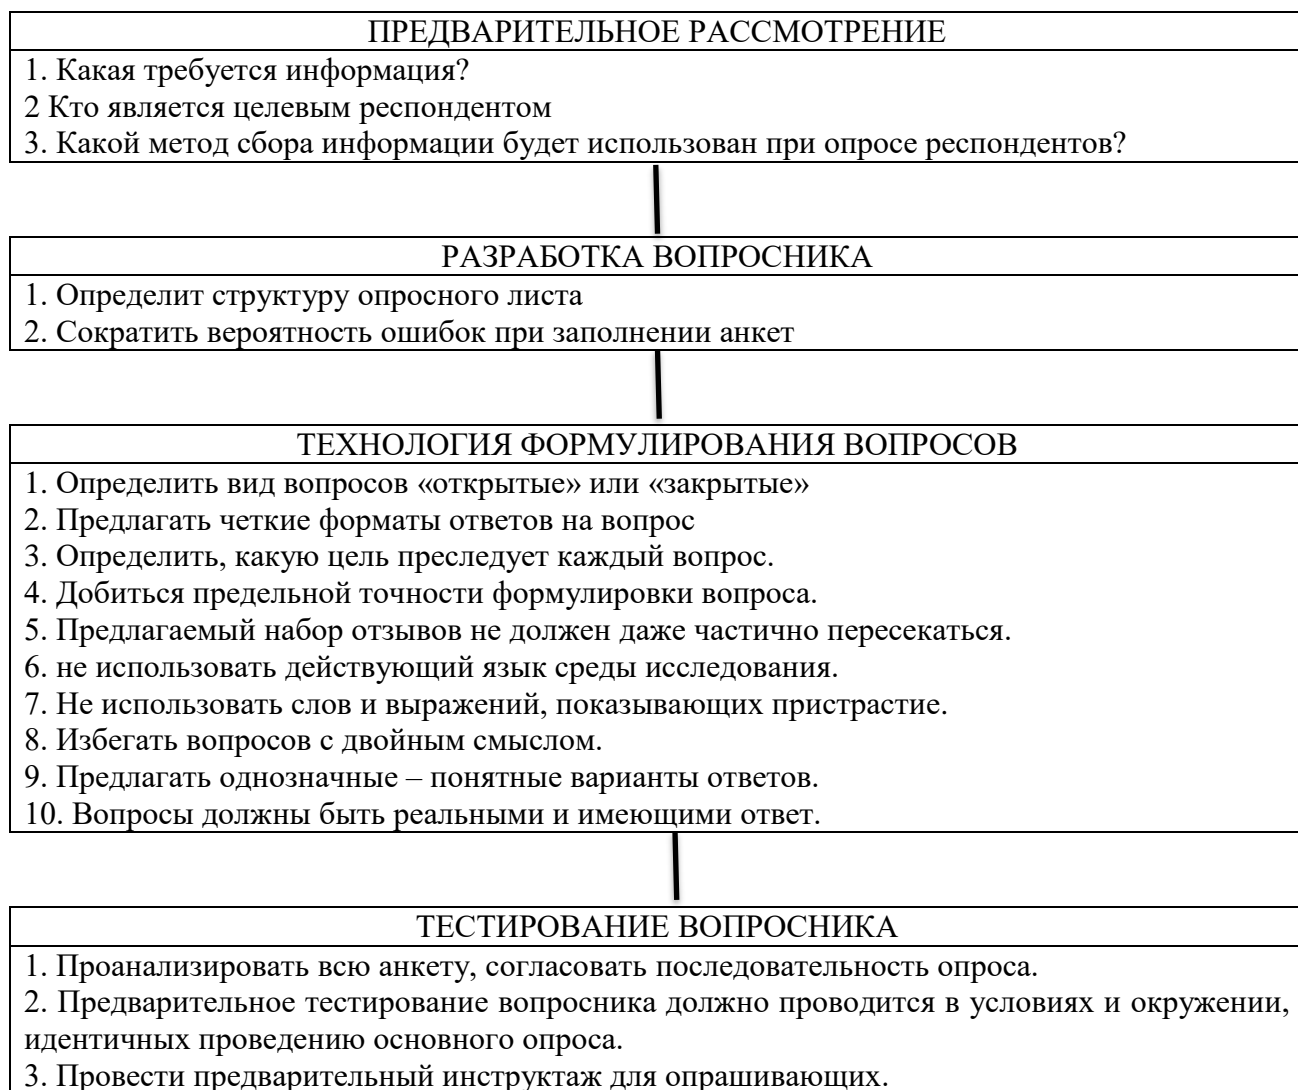 ПРЕДВАРИТЕЛЬНОЕ РАССМОТРЕНИЕ
1. Какая требуется информация?
2 Кто является целевым респондентом
3. Какой метод сбора информации будет использован при опросе респондентов?
РАЗРАБОТКА ВОПРОСНИКА
1. Определит структуру опросного листа
2. Сократить вероятность ошибок при заполнении анкет
ТЕХНОЛОГИЯ ФОРМУЛИРОВАНИЯ ВОПРОСОВ
1. Определить вид вопросов «открытые» или «закрытые»
2. Предлагать четкие форматы ответов на вопрос
3. Определить, какую цель преследует каждый вопрос.
4. Добиться предельной точности формулировки вопроса.
5. Предлагаемый набор отзывов не должен даже частично пересекаться.
6. не использовать действующий язык среды исследования.
7. Не использовать слов и выражений, показывающих пристрастие.
8. Избегать вопросов с двойным смыслом.
9. Предлагать однозначные – понятные варианты ответов.
10. Вопросы должны быть реальными и имеющими ответ.
ТЕСТИРОВАНИЕ ВОПРОСНИКА
1. Проанализировать всю анкету, согласовать последовательность опроса.
2. Предварительное тестирование вопросника должно проводится в условиях и окружении,
идентичных проведению основного опроса.
3. Провести предварительный инструктаж для опрашивающих.